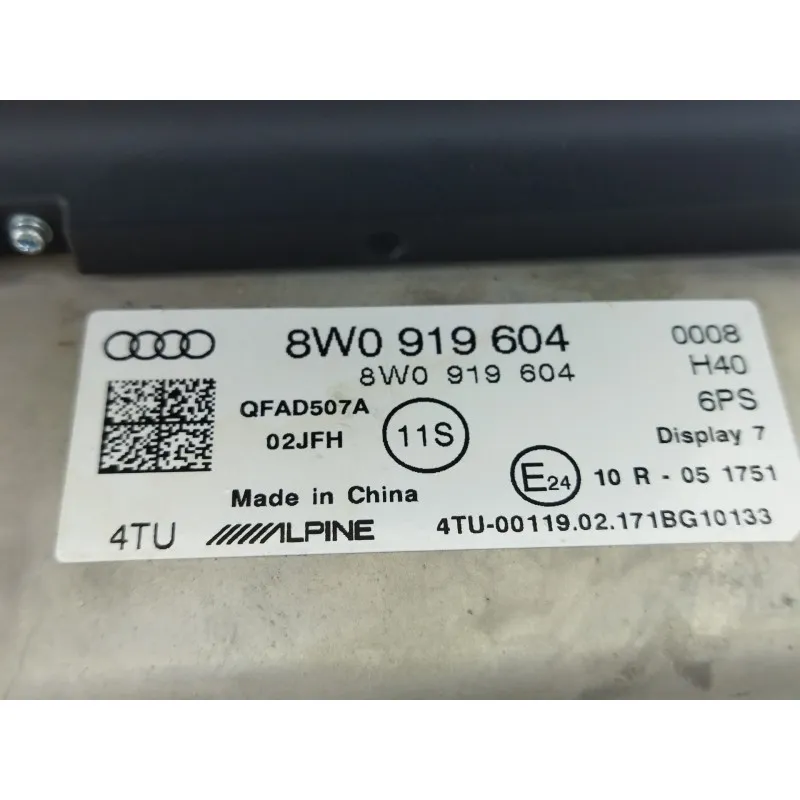 8W0 919 604 0008
8W0 919 604 H40
QFAD507A 6PS
02JFH 11S Display 7
E24 10 R - 05 1751
Made in China
4TU ALPINE 4TU-00119.02.171BG10133